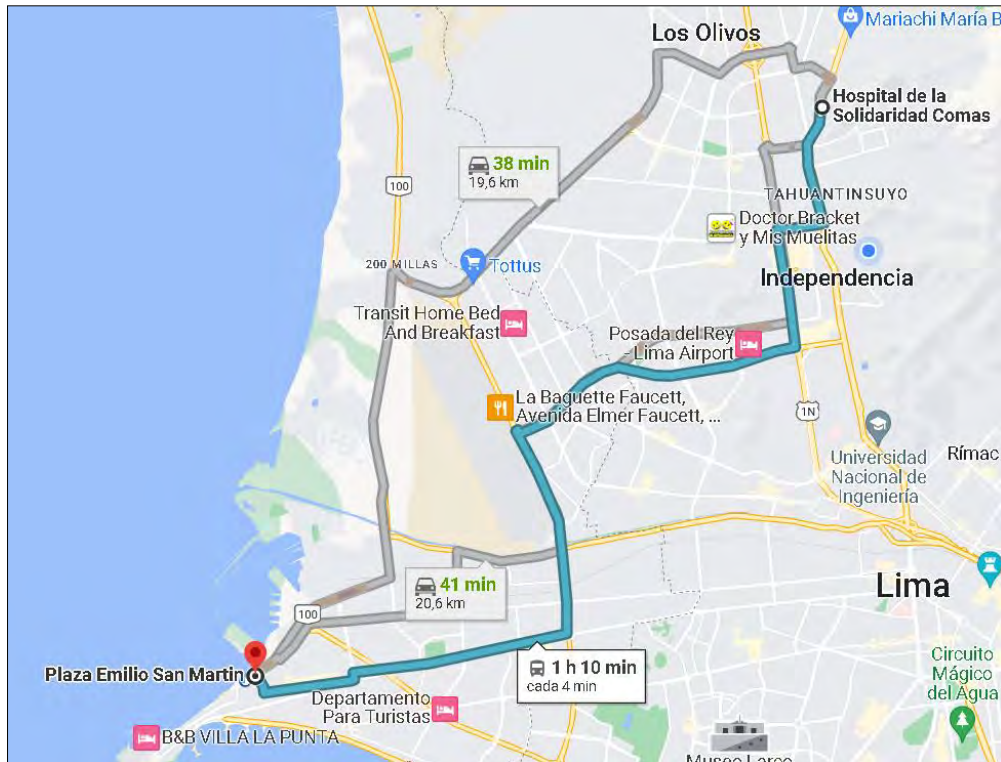 Mariachi María B
Los Olivos
Hospital de la
Solidaridad Comas
38 min
19,6 km
100
TAHUANTINSUYO
Doctor Bracket
y Mis Muelitas
200 MILLAS
Tottus
Independencia
Transit Home Bed
And Breakfast
Posada del Rey
- Lima Airport
La Baguette Faucett,
Avenida Elmer Faucett, ...
1N
Universidad
Nacional de
Ingeniería
Rímac
41 min
20,6 km
Lima
100
Plaza Emilio San Martin
1 h 10 min
cada 4 min
Circuito
Mágico
del Agua
Departamento
Para Turistas
B&B VILLA LA PUNTA
Museo Larco